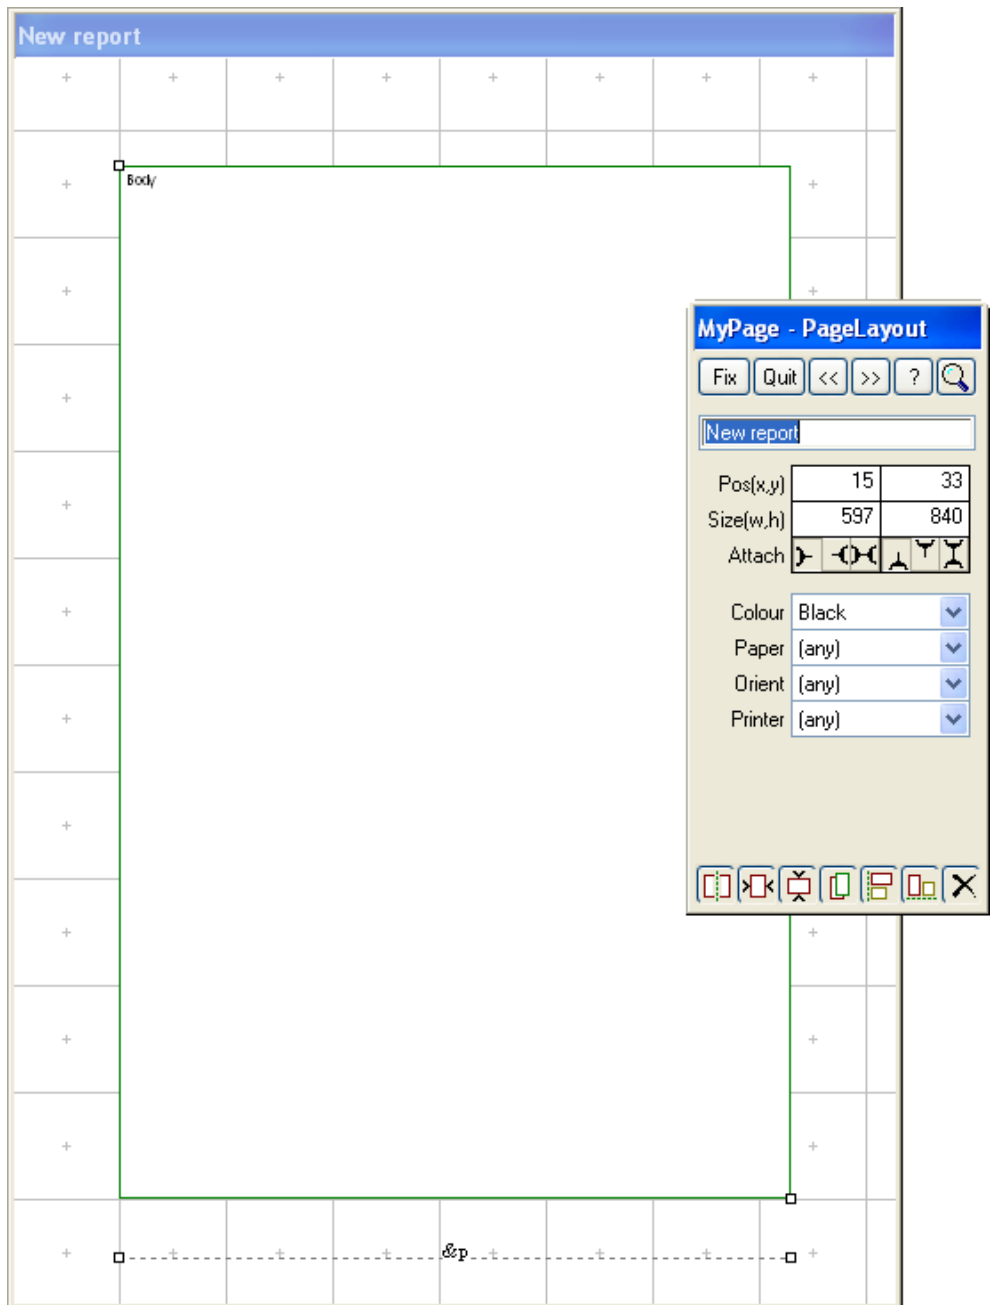 New report
Body
MyPage - PageLayout
Fix Quit << >> ?
New report
Pos(x,y) 15 33
Size(w,h) 597 840
Attach
Colour Black
Paper (any)
Orient (any)
Printer (any)
&p